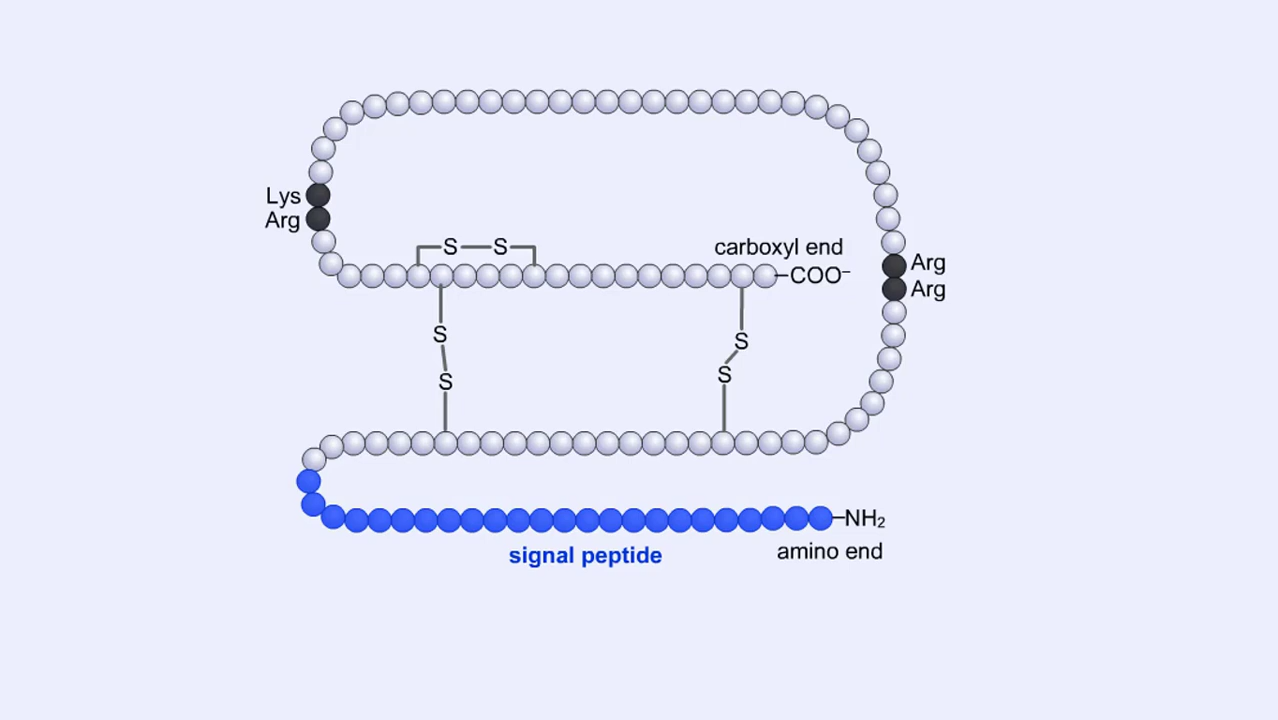 Lys
Arg
S S
carboxyl end
COO⁻
Arg
Arg
S
S
S
S
NH₂
signal peptide
amino end